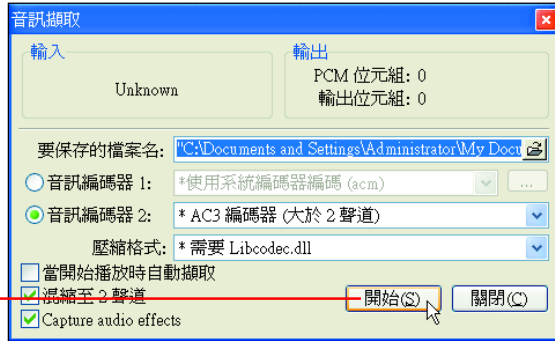 音訊擷取
輸入
Unknown
輸出
PCM 位元組: 0
輸出位元組: 0
要保存的檔案名: "C:\Documents and Settings\Administrator\My Docu
音訊編碼器 1: *使用系統編碼器編碼 (acm) ...
音訊編碼器 2: * AC3 編碼器 (大於 2 聲道)
壓縮格式: * 需要 Libcodec.dll
當開始播放時自動擷取
混縮至 2 聲道
開始(S) 關閉(C)
Capture audio effects